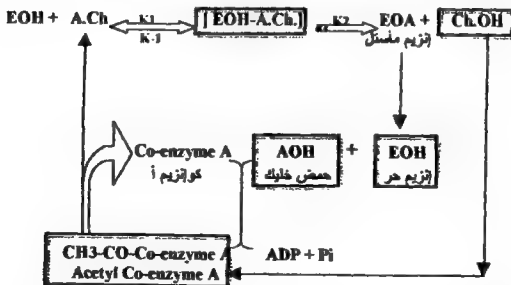 EOH + A.Ch K1 [ EOH-A.Ch.] K2 EOA + Ch.OH
K-1
إنزيم مأستل
Co-enzyme A AOH + EOH
كوإنزيم أ حمض خليك إنزيم حر
CH3-CO-Co-enzyme A ADP + Pi
Acetyl Co-enzyme A